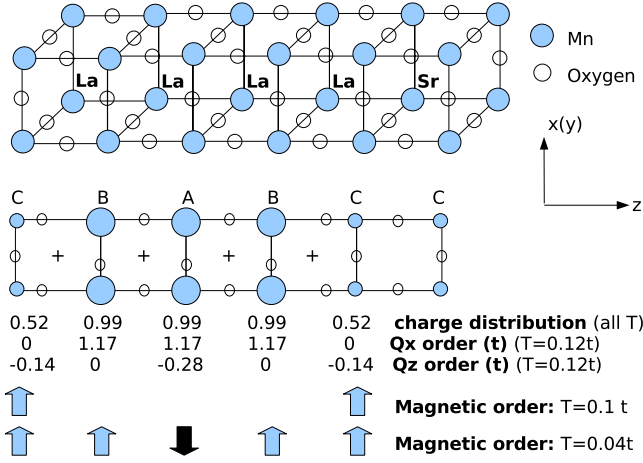 Mn
La La La La Sr
Oxygen
x(y)
z
C B A B C C
+ + + +
0.52 0.99 0.99 0.99 0.52 charge distribution (all T)
0 1.17 1.17 1.17 0 Qx order (t) (T=0.12t)
-0.14 0 -0.28 0 -0.14 Qz order (t) (T=0.12t)
Magnetic order: T=0.1 t
Magnetic order: T=0.04t